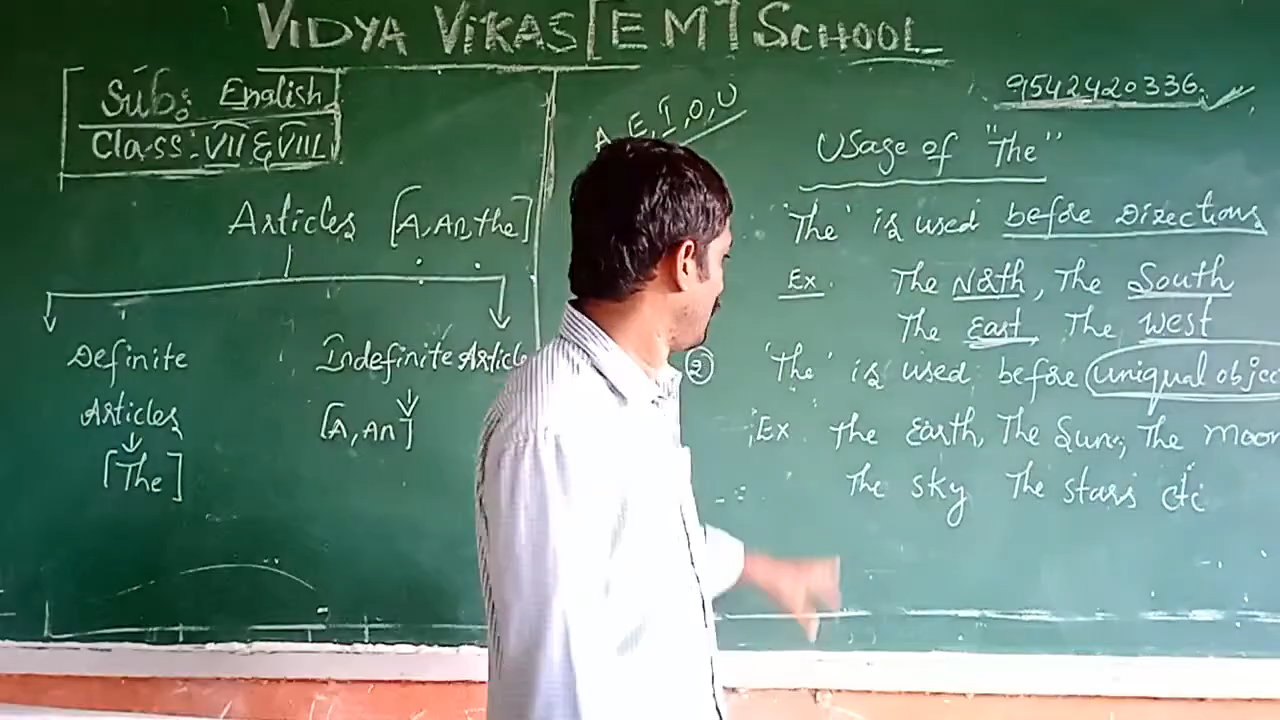 VIDYA VIKAS [E M] SCHOOL
Sub: English
Class: VII & VIII
9542420336
A, E, I, O, U
Articles [A, An, the]
Definite
Articles
[The]
Indefinite Article
[A, An]
Usage of "The"
'The' is used before Directions
Ex. The North, The South
The East, The West
② 'The' is used before uniqual objec
Ex. The Earth, The Sun, The Moon
The sky The stars etc